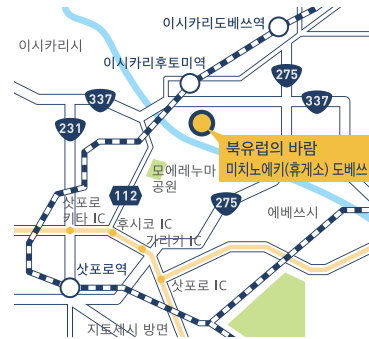 이시카리도베쓰역
이시카리시
이시카리후토미역
275
337
337
231
북유럽의 바람
미치노에키(휴게소) 도베쓰
모에레누마
공원
112
삿포로
키타 IC
후시코 IC
275
에베쓰시
가리키 IC
삿포로역
삿포로 IC
지토세시 방면